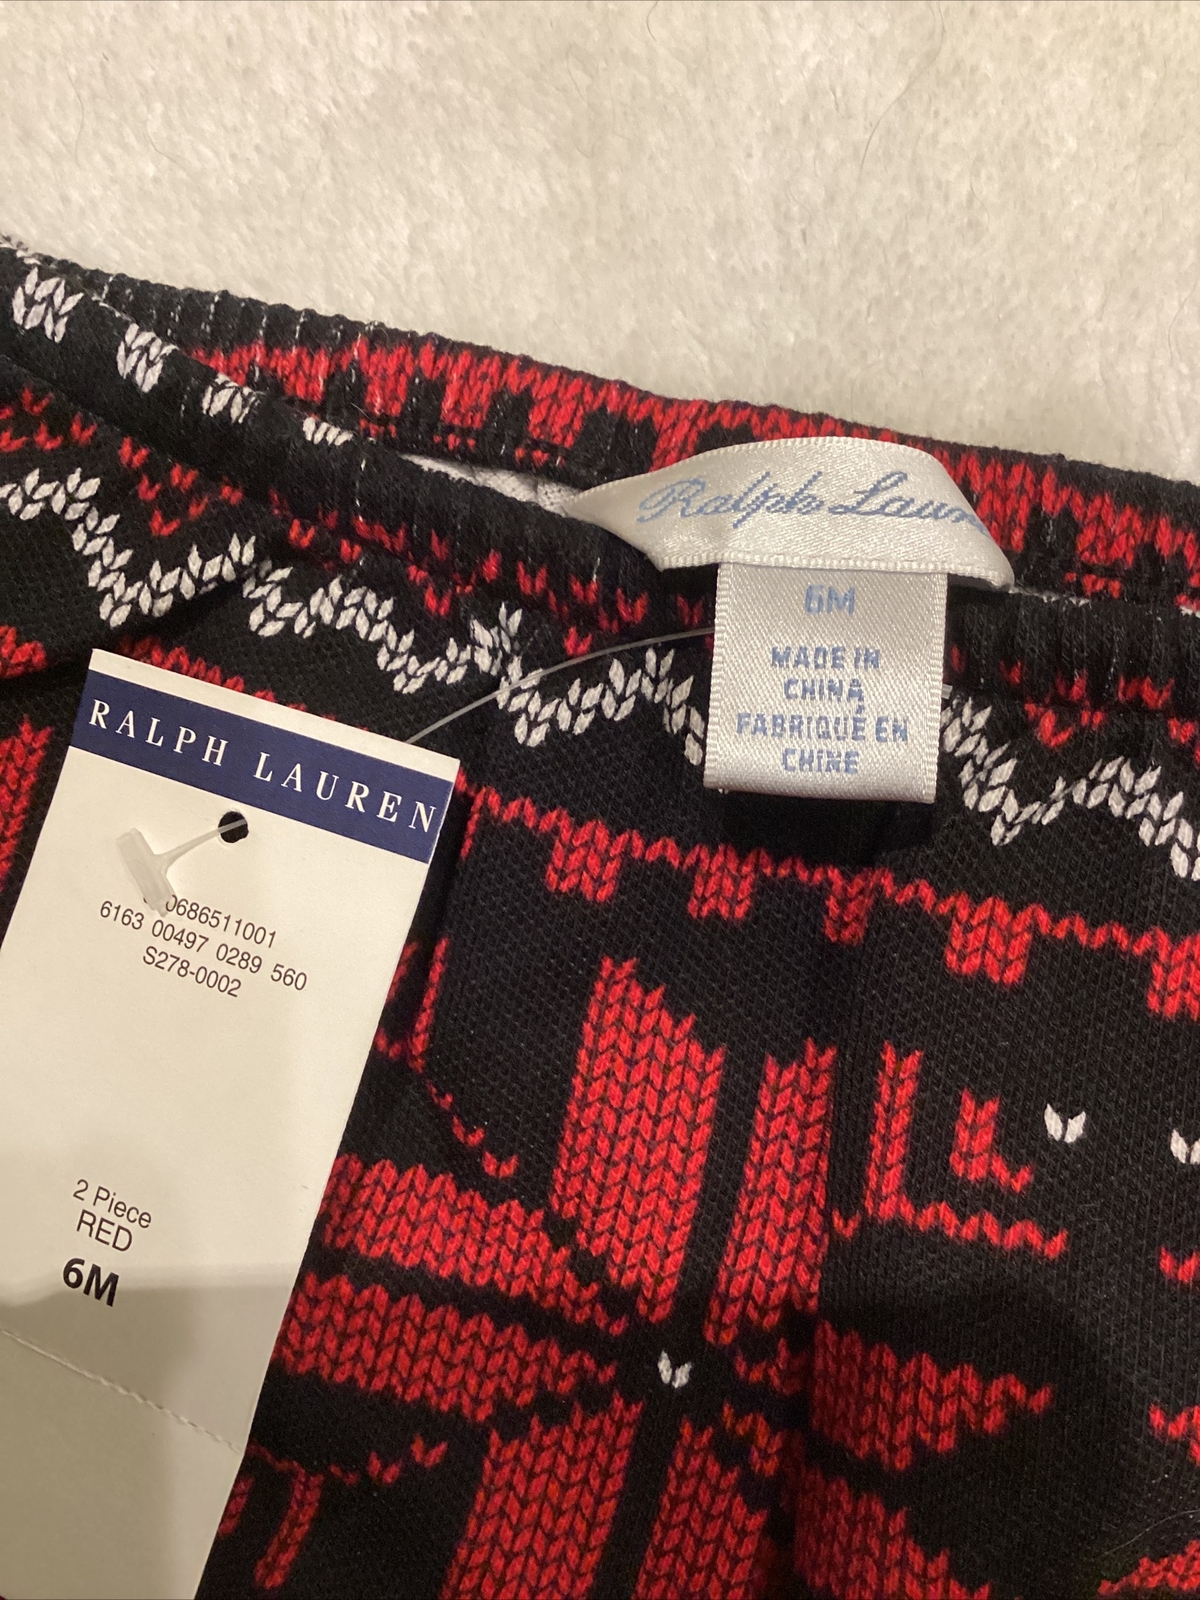 Ralph
6M
MADE IN
CHINA
FABRIQUÉ EN
CHINE
RALPH LAUREN
0686511001
6163 00497 0289 560
S278-0002
2 Piece
RED
6M